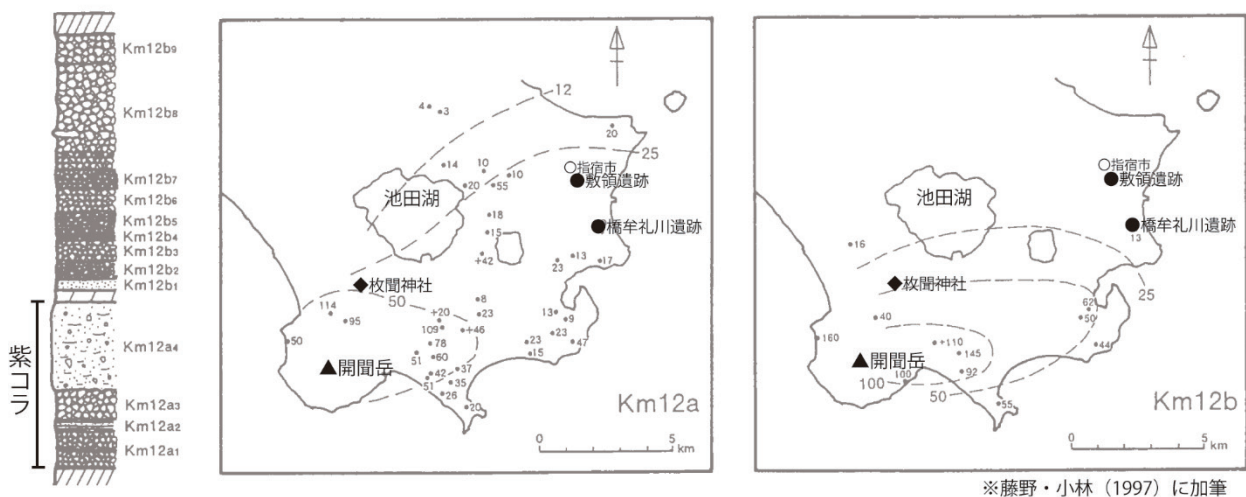 Km12b9
Km12b8
Km12b7
Km12b6
Km12b5
Km12b4
Km12b3
Km12b2
Km12b1
Km12a4
Km12a3
Km12a2
Km12a1
紫コラ
12
4
3
20
25
14
10
10
指宿市
敷領遺跡
20
55
池田湖
18
15
橋牟礼川遺跡
+42
23
13
17
枚聞神社
50
8
114
95
+20
23
13
9
109
+46
23
50
78
23
47
15
51
60
開聞岳
37
42
51
35
26
20
Km12a
0
5
km
指宿市
敷領遺跡
池田湖
橋牟礼川遺跡
13
16
枚聞神社
25
62
40
50
160
+110
44
145
開聞岳
92
100
100
50
55
Km12b
0
5
km
※藤野・小林（1997）に加筆